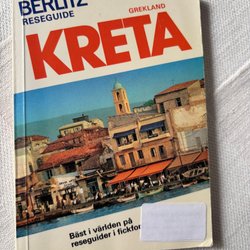 BERLITZ
RESEGUIDE
GREKLAND
KRETA
Bäst i världen på
reseguider i fickfor